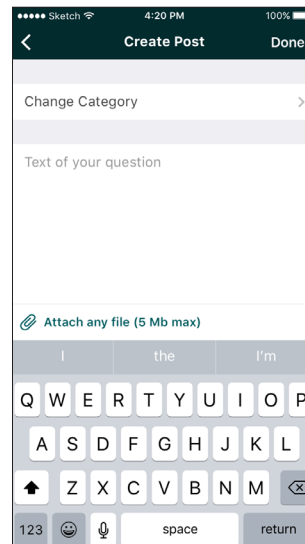 Sketch 4:20 PM 100%
Create Post Done
Change Category
Text of your question
Attach any file (5 Mb max)
I the I'm
Q W E R T Y U I O P
A S D F G H J K L
Z X C V B N M
123 space return